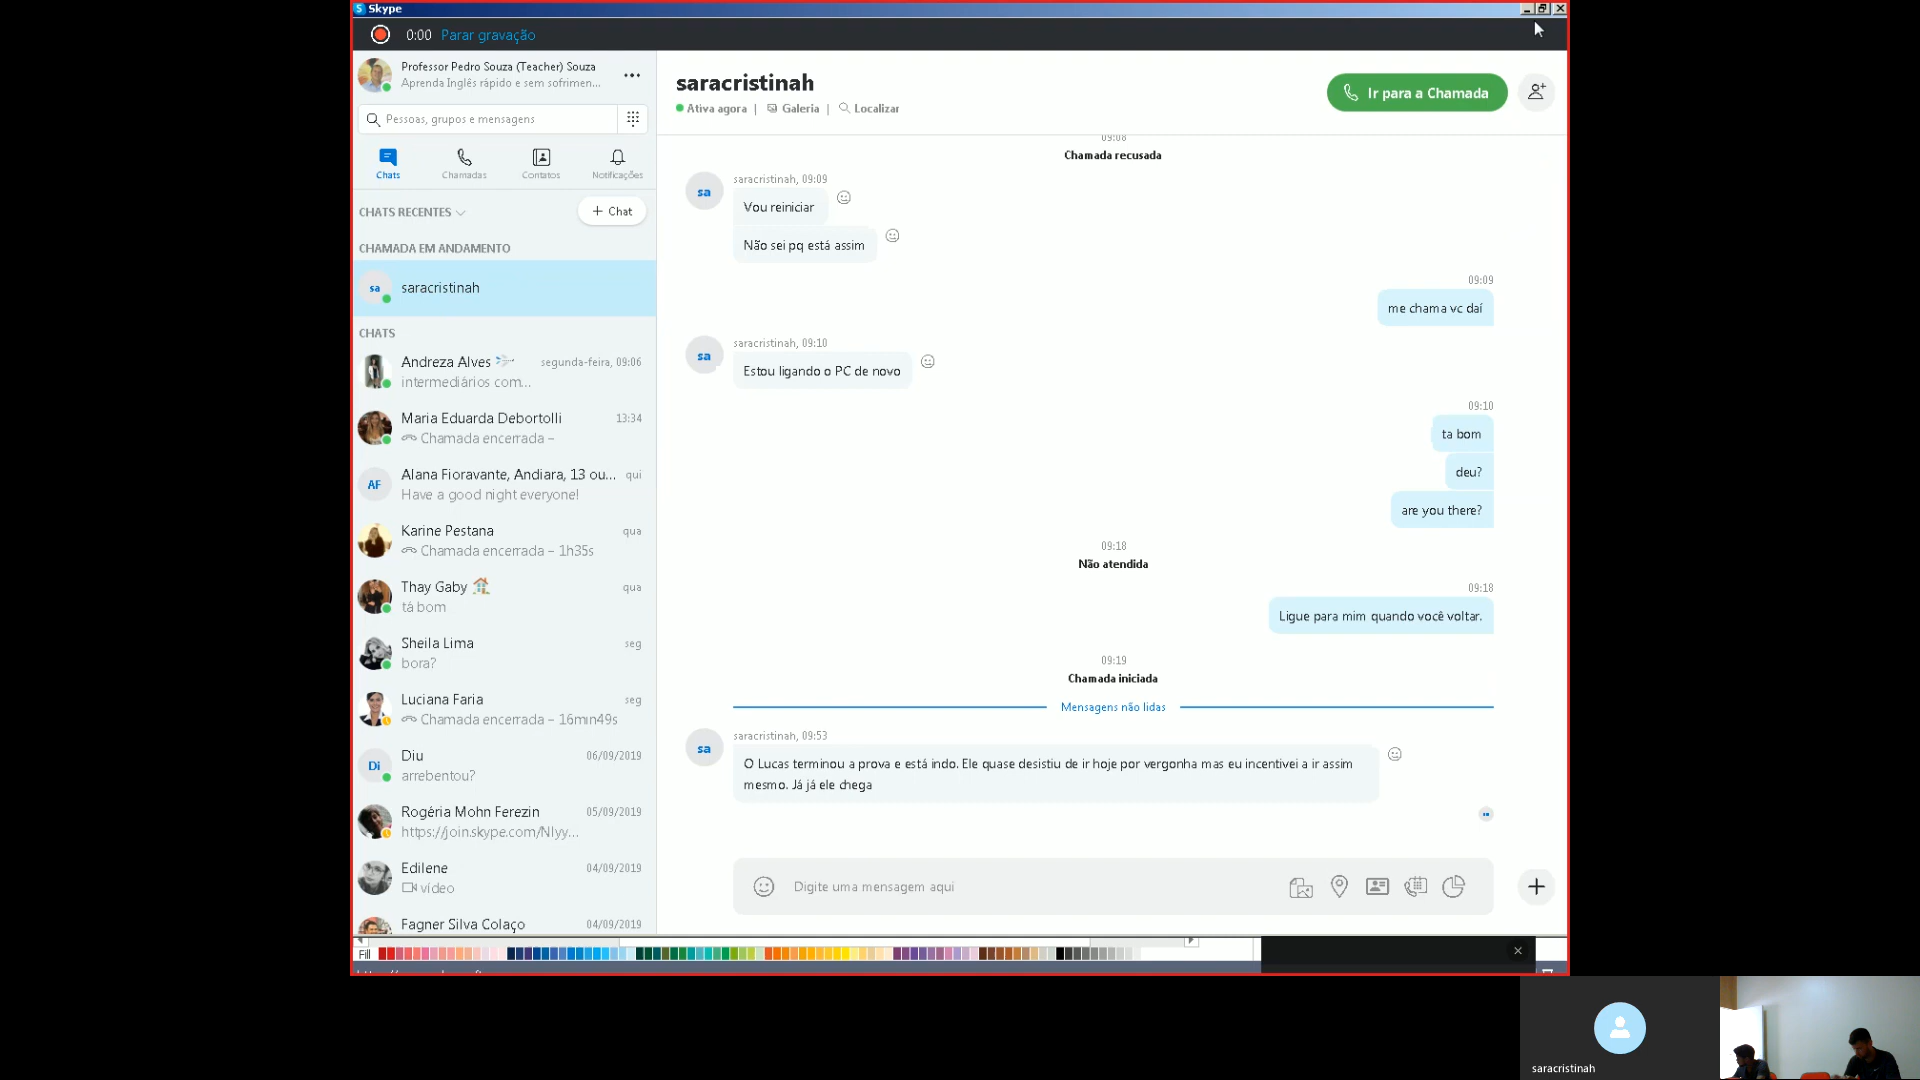 Skype
0:00 Parar gravação
Professor Pedro Souza (Teacher) Souza
Aprenda Inglês rápido e sem sofrimen...
Pessoas, grupos e mensagens
Chats
Chamadas
Contatos
Notificações
CHATS RECENTES
+ Chat
CHAMADA EM ANDAMENTO
sa
saracristinah
CHATS
Andreza Alves
segunda-feira, 09:06
intermediários com...
Maria Eduarda Debortolli
13:34
Chamada encerrada –
AF
Alana Fioravante, Andiara, 13 ou...
qui
Have a good night everyone!
Karine Pestana
qua
Chamada encerrada – 1h35s
Thay Gaby
qua
tá bom
Sheila Lima
seg
bora?
Luciana Faria
seg
Chamada encerrada – 16min49s
Di
Diu
06/09/2019
arrebentou?
Rogéria Mohn Ferezin
05/09/2019
https://join.skype.com/NIyy...
Edilene
04/09/2019
vídeo
Fagner Silva Colaço
04/09/2019
saracristinah
Ativa agora | Galeria | Localizar
Ir para a Chamada
09:08
Chamada recusada
sa
saracristinah, 09:09
Vou reiniciar
Não sei pq está assim
09:09
me chama vc daí
sa
saracristinah, 09:10
Estou ligando o PC de novo
09:10
ta bom
deu?
are you there?
09:18
Não atendida
09:18
Ligue para mim quando você voltar.
09:19
Chamada iniciada
Mensagens não lidas
sa
saracristinah, 09:53
O Lucas terminou a prova e está indo. Ele quase desistiu de ir hoje por vergonha mas eu incentivei a ir assim
mesmo. Já já ele chega
Digite uma mensagem aqui
Fill
saracristinah